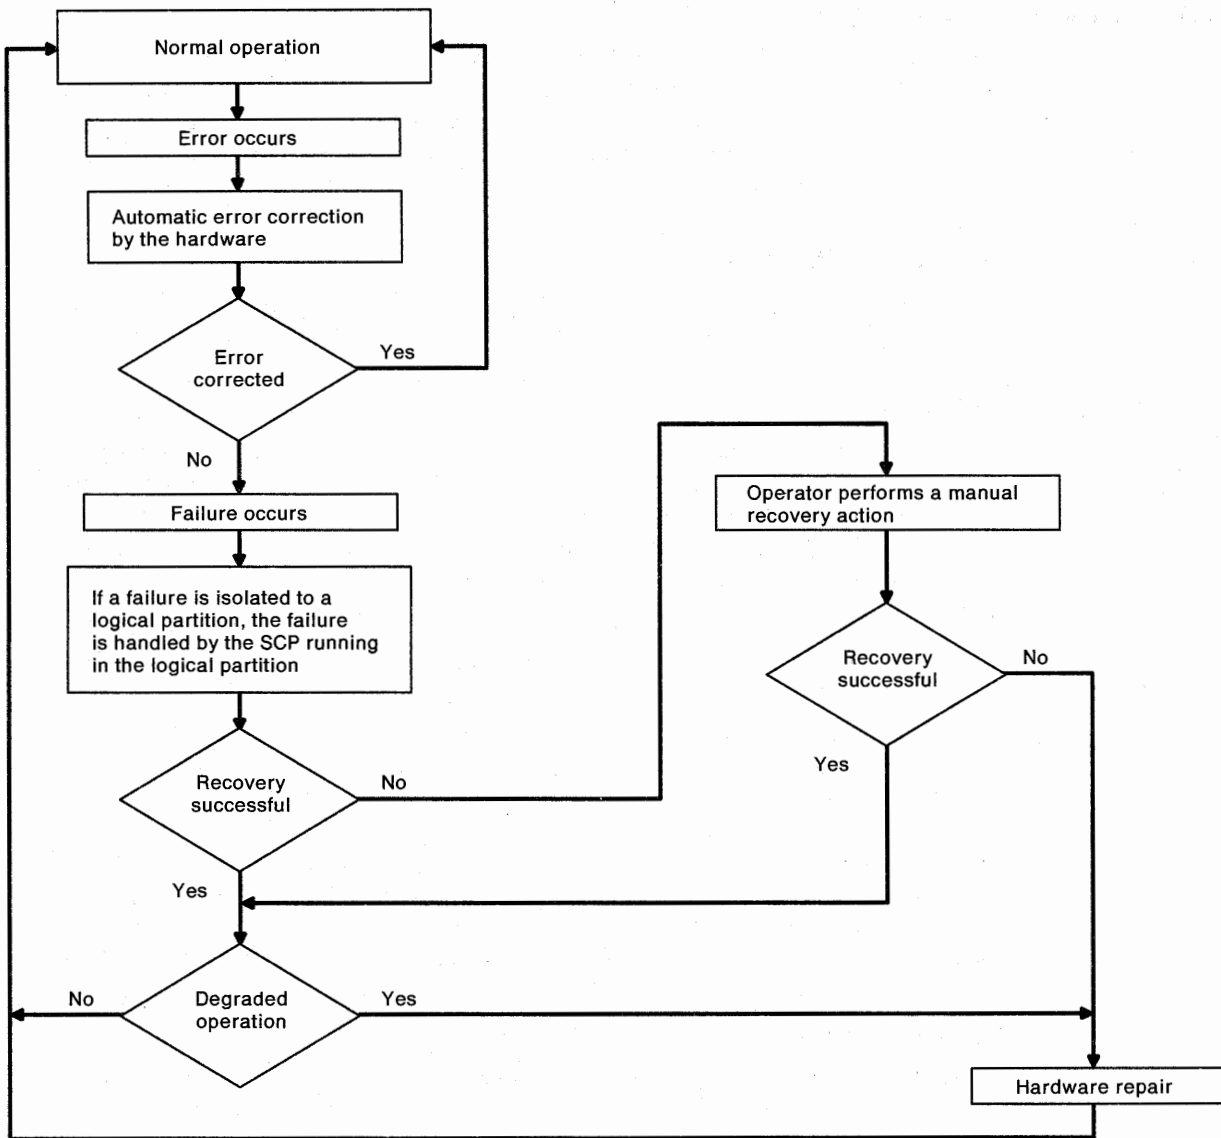 Normal operation
Error occurs
Automatic error correction
by the hardware
Error
corrected
Yes
No
Failure occurs
Operator performs a manual
recovery action
If a failure is isolated to a
logical partition, the failure
is handled by the SCP running
in the logical partition
Recovery
successful
No
Yes
Recovery
successful
No
Yes
Degraded
operation
No
Yes
Hardware repair